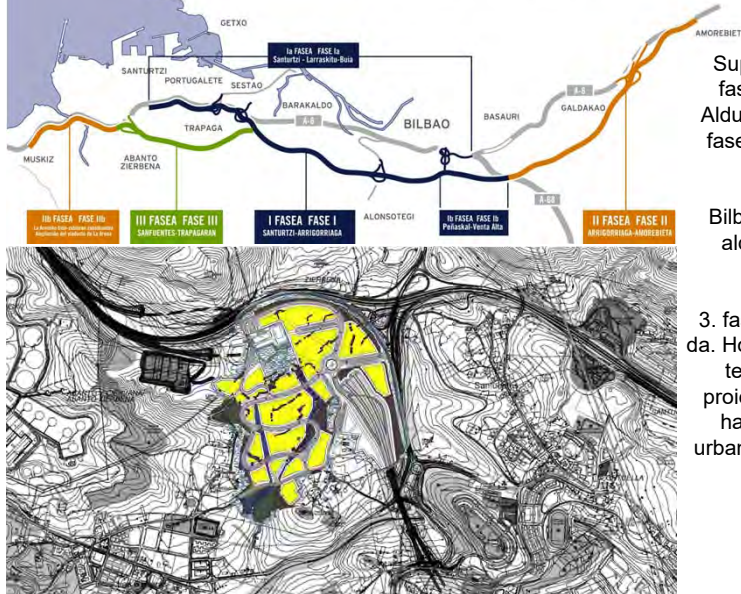 GETXO
AMOREBIET
Ia FASEA FASE Ia
Santurtzi - Larraskitu-Buia
SANTURTZI
PORTUGALETE
SESTAO
BARAKALDO
A-8
TRAPAGA
A-8
BILBAO
BASAURI
GALDAKAO
MUSKIZ
ABANTO
ZIERBENA
ALONSOTEGI
A-68
IIb FASEA FASE IIb
III FASEA FASE III
SANFUENTES-TRAPAGARAN
I FASEA FASE I
SANTURTZI-ARRIGORRIAGA
Ib FASEA FASE Ib
Peñaskal-Venta Alta
II FASEA FASE II
ARRIGORRIAGA-AMOREBIETA
Sup
fas
Aldu
fase
Bilb
alo
3. fa
da. Ho
te
proie
ha
urban
ZIERBENA